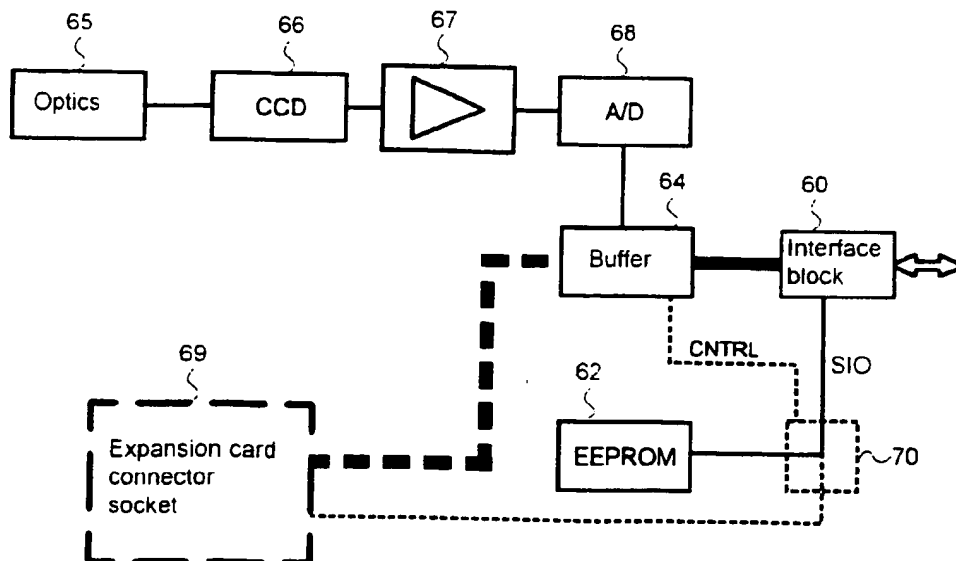 65
66
67
68
Optics
CCD
A/D
64
60
Buffer
Interface
block
CNTRL
SIO
69
62
Expansion card
connector
socket
EEPROM
70